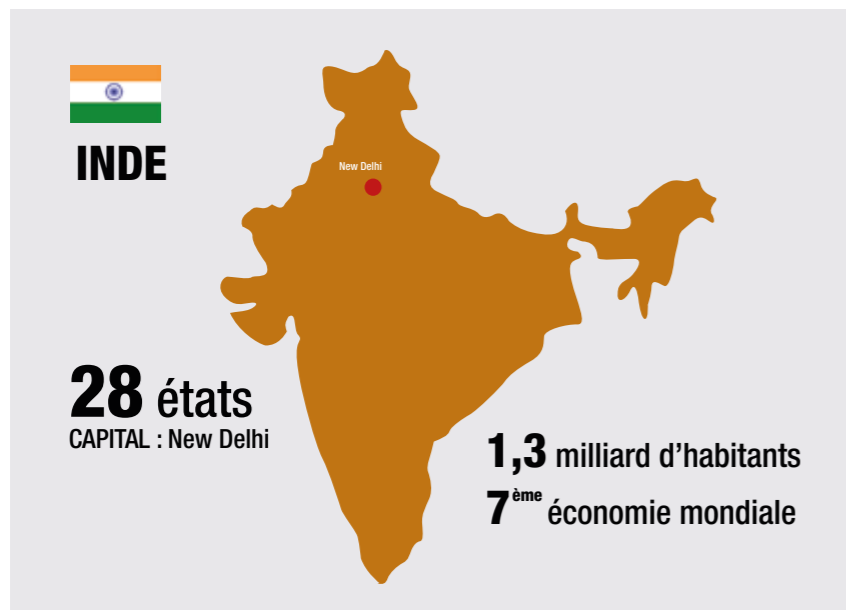 INDE
New Delhi
28 états
CAPITAL : New Delhi
1,3 milliard d’habitants
7ème économie mondiale